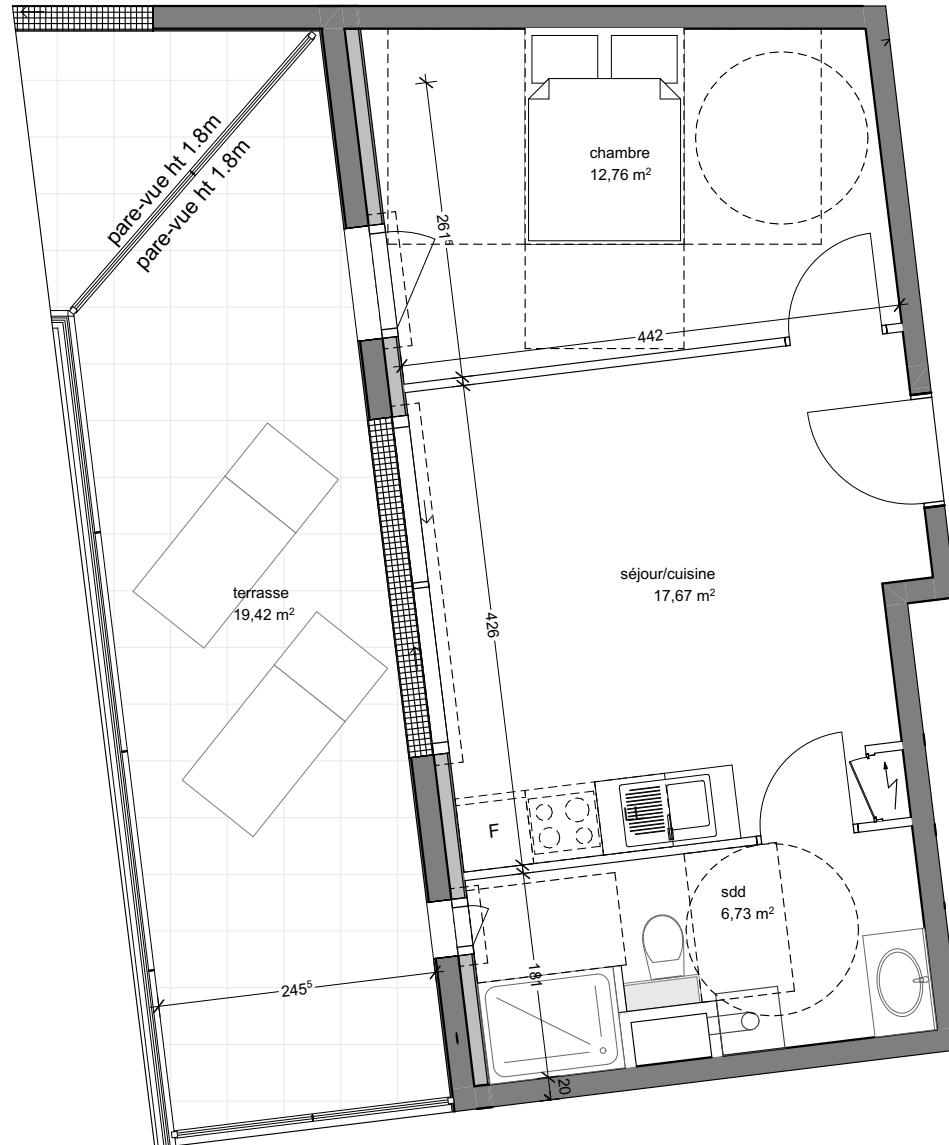 pare-vue ht 1.8m
pare-vue ht 1.8m
chambre
12,76 m²
261⁵
442
séjour/cuisine
17,67 m²
terrasse
19,42 m²
426
F
sdd
6,73 m²
181
245⁵
20